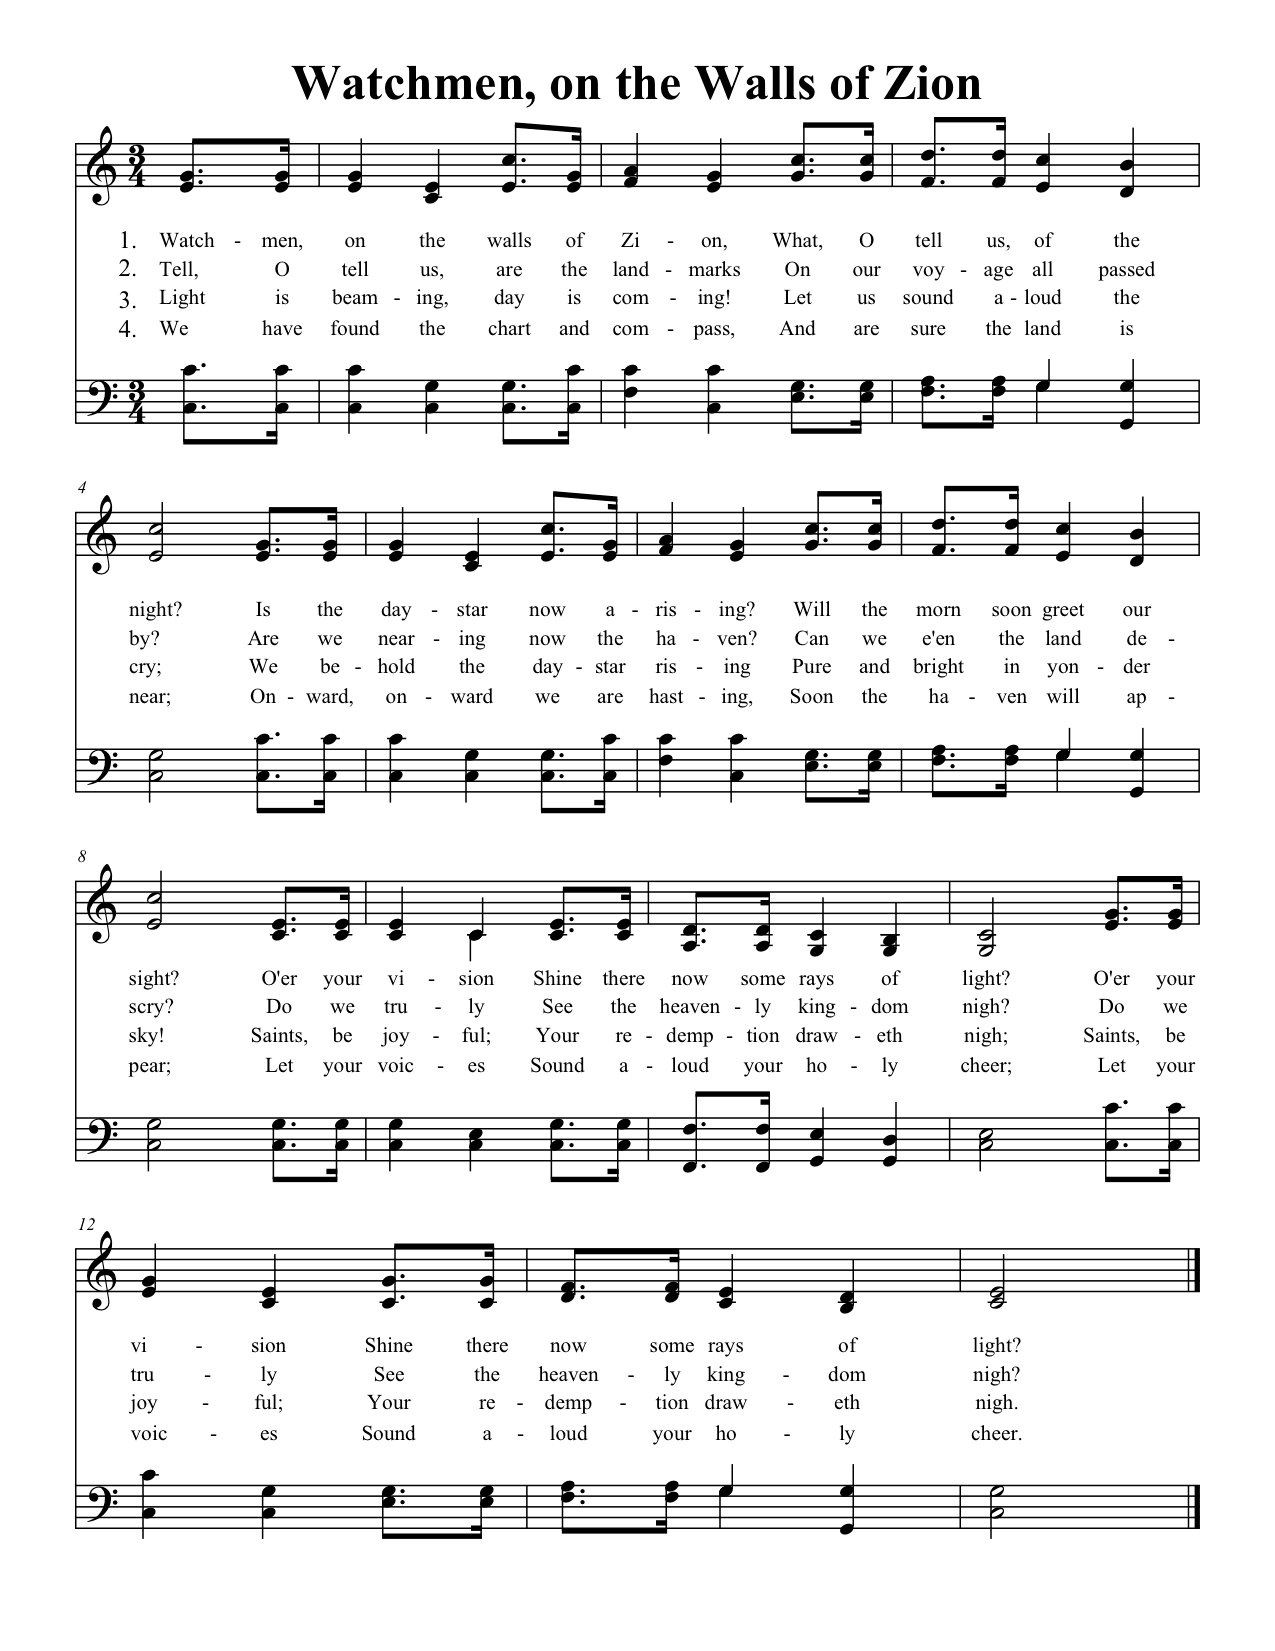 Watchmen, on the Walls of Zion
3
4
1. Watch - men, on the walls of Zi - on, What, O tell us, of the
2. Tell, O tell us, are the land - marks On our voy - age all passed
3. Light is beam - ing, day is com - ing! Let us sound a - loud the
4. We have found the chart and com - pass, And are sure the land is
3
4
4
night? Is the day - star now a - ris - ing? Will the morn soon greet our
by? Are we near - ing now the ha - ven? Can we e'en the land de -
cry; We be - hold the day - star ris - ing Pure and bright in yon - der
near; On - ward, on - ward we are hast - ing, Soon the ha - ven will ap -
8
sight? O'er your vi - sion Shine there now some rays of light? O'er your
scry? Do we tru - ly See the heaven - ly king - dom nigh? Do we
sky! Saints, be joy - ful; Your re - demp - tion draw - eth nigh; Saints, be
pear; Let your voic - es Sound a - loud your ho - ly cheer; Let your
12
vi - sion Shine there now some rays of light?
tru - ly See the heaven - ly king - dom nigh?
joy - ful; Your re - demp - tion draw - eth nigh.
voic - es Sound a - loud your ho - ly cheer.